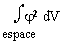 ∫φ² dV
espace